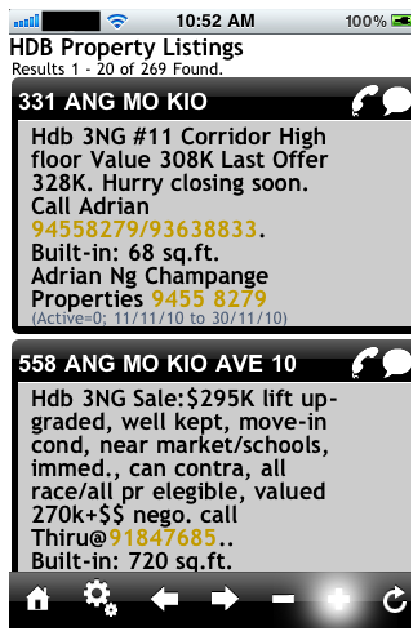 10:52 AM
100%
HDB Property Listings
Results 1 - 20 of 269 Found.
331 ANG MO KIO
Hdb 3NG #11 Corridor High
floor Value 308K Last Offer
328K. Hurry closing soon.
Call Adrian
94558279/93638833.
Built-in: 68 sq.ft.
Adrian Ng Champange
Properties 9455 8279
(Active=0; 11/11/10 to 30/11/10)
558 ANG MO KIO AVE 10
Hdb 3NG Sale:$295K lift up-
graded, well kept, move-in
cond, near market/schools,
immed., can contra, all
race/all pr elegible, valued
270k+$$ nego. call
Thiru@91847685..
Built-in: 720 sq.ft.